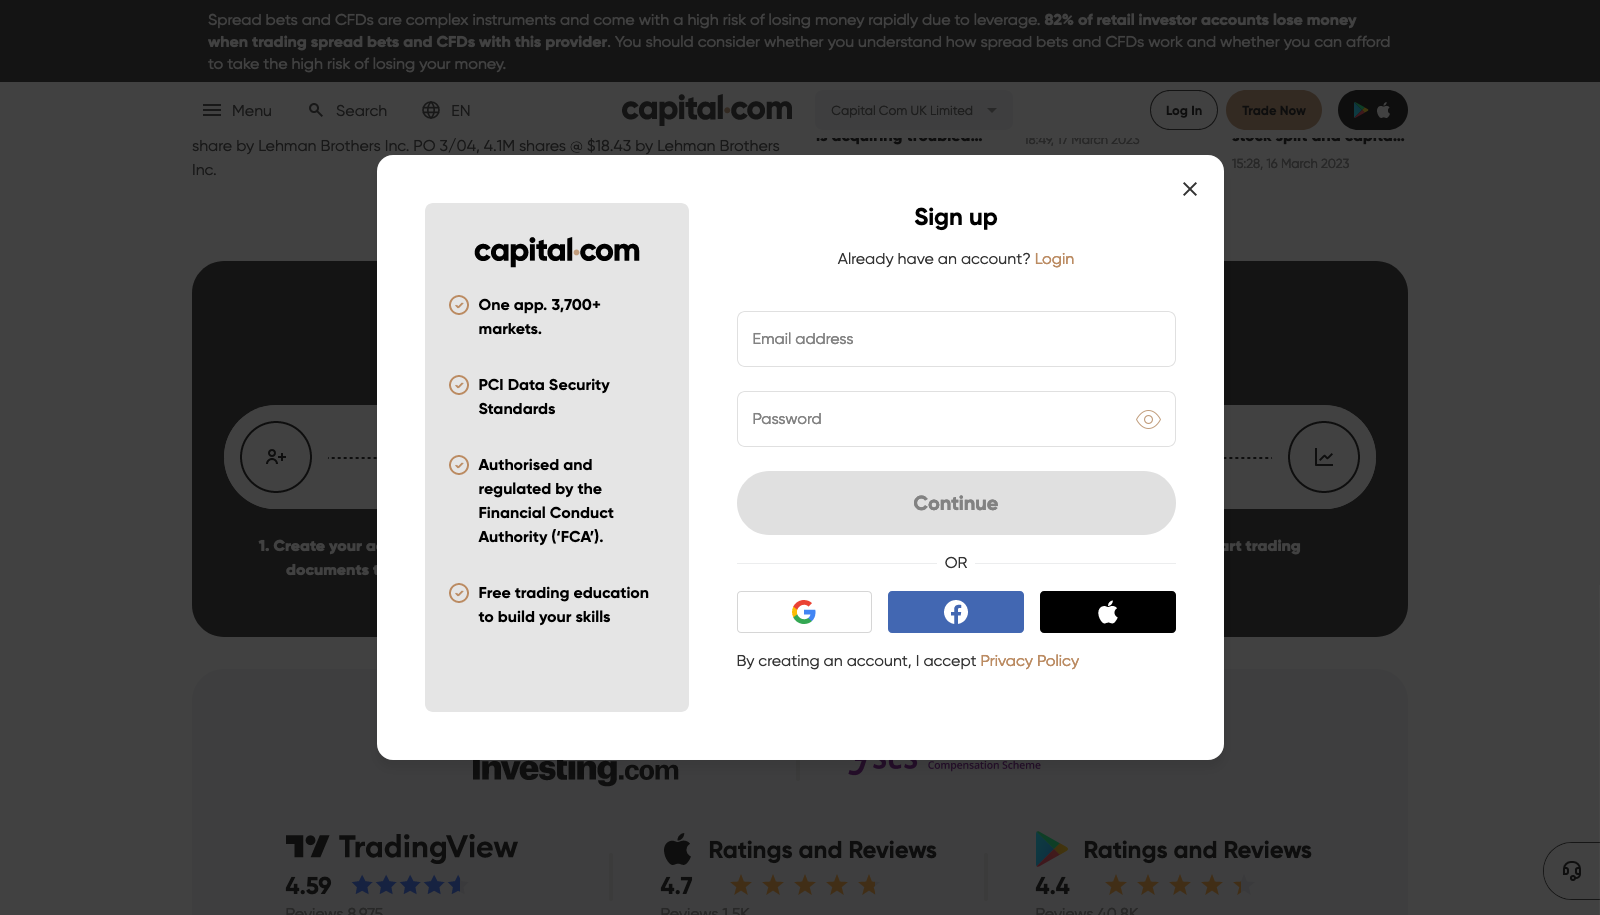 Spread bets and CFDs are complex instruments and come with a high risk of losing money rapidly due to leverage. 82% of retail investor accounts lose money
when trading spread bets and CFDs with this provider. You should consider whether you understand how spread bets and CFDs work and whether you can afford
to take the high risk of losing your money.
Menu Search EN capital.com Capital Com UK Limited Log In Trade Now
is acquiring troubled... 18:49, 17 March 2023 stock split and capital...
share by Lehman Brothers Inc. PO 3/04, 4.1M shares @ $18.43 by Lehman Brothers
Inc.
15:28, 16 March 2023
capital.com
One app. 3,700+
markets.
PCI Data Security
Standards
Authorised and
regulated by the
Financial Conduct
Authority (‘FCA’).
Free trading education
to build your skills
Sign up
Already have an account? Login
Email address
Password
Continue
OR
By creating an account, I accept Privacy Policy
1. Create your
documents
trading
Investing.com
Compensation Scheme
TradingView
4.59
Reviews 8,975
Ratings and Reviews
4.7
Reviews 1.5K
Ratings and Reviews
4.4
Reviews 40.8K